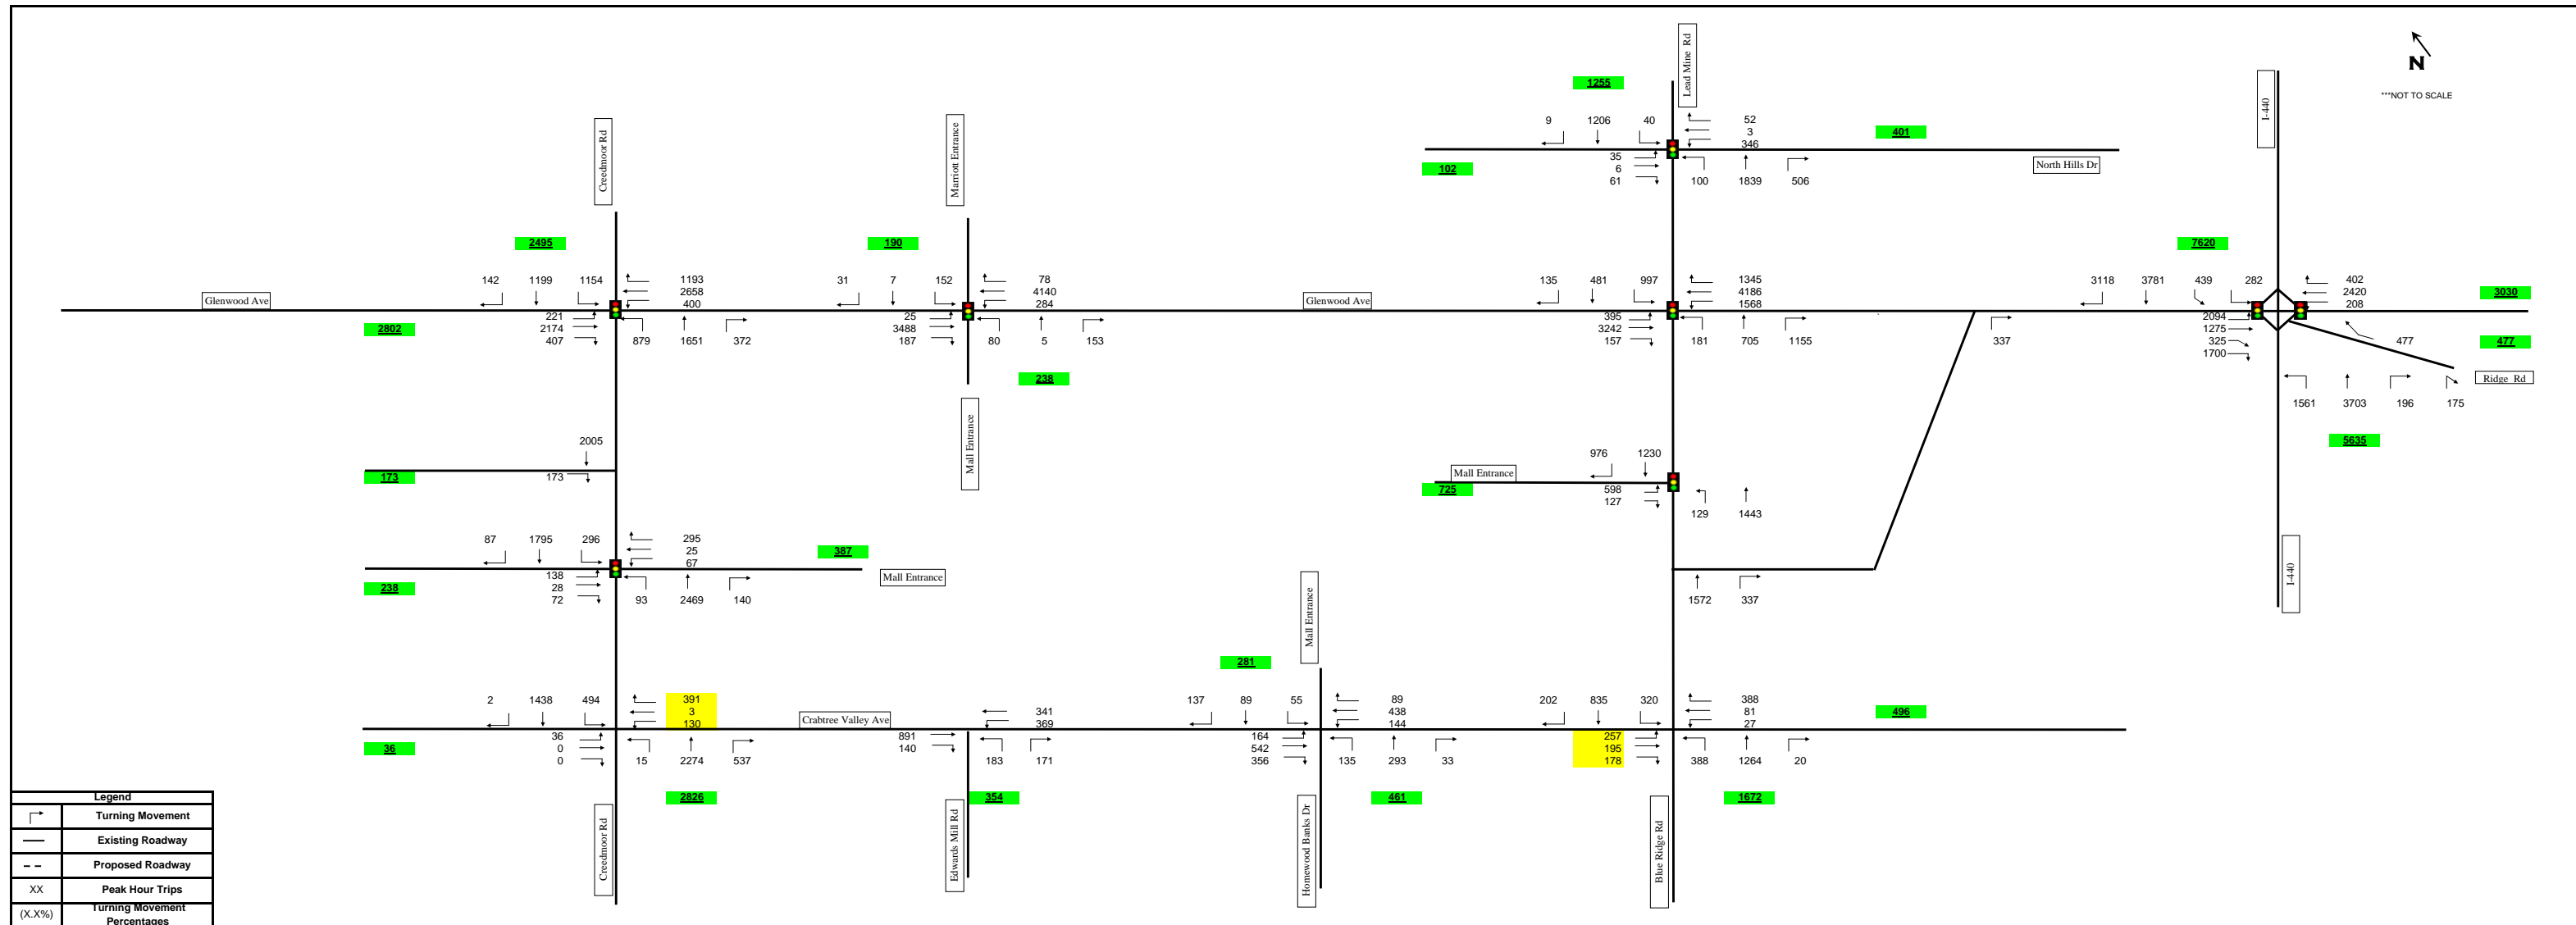 Lead Mine Rd
N
***NOT TO SCALE
1255
I-440
9 1206 40
52
3
346
401
35
6
61
102
100 1839 506
North Hills Dr
Creedmoor Rd
Marriott Entrance
2495
190
7620
142 1199 1154
1193
2658
400
31 7 152
78
4140
284
135 481 997
1345
4186
1568
3118 3781 439 282
402
2420
208
3030
Glenwood Ave
Glenwood Ave
2802
221
2174
407
879 1651 372
25
3488
187
80 5 153
395
3242
157
181 705 1155
337
2094
1275
325
1700
477
477
Ridge Rd
238
1561 3703 196 175
5635
Mall Entrance
2005
173
173
976 1230
Mall Entrance
725
598
127
129 1443
87 1795 296
295
25
67
387
Mall Entrance
238
138
28
72
93 2469 140
1572 337
I-440
Mall Entrance
281
2 1438 494
391
3
130
Crabtree Valley Ave
341
369
137 89 55
89
438
144
202 835 320
388
81
27
496
36
36
0
0
15 2274 537
891
140
183 171
164
542
356
135 293 33
257
195
178
388 1264 20
2826
354
461
1672
Creedmoor Rd
Edwards Mill Rd
Homewood Banks Dr
Blue Ridge Rd
Legend
Turning Movement
Existing Roadway
Proposed Roadway
XX Peak Hour Trips
(X.X%) Turning Movement
Percentages